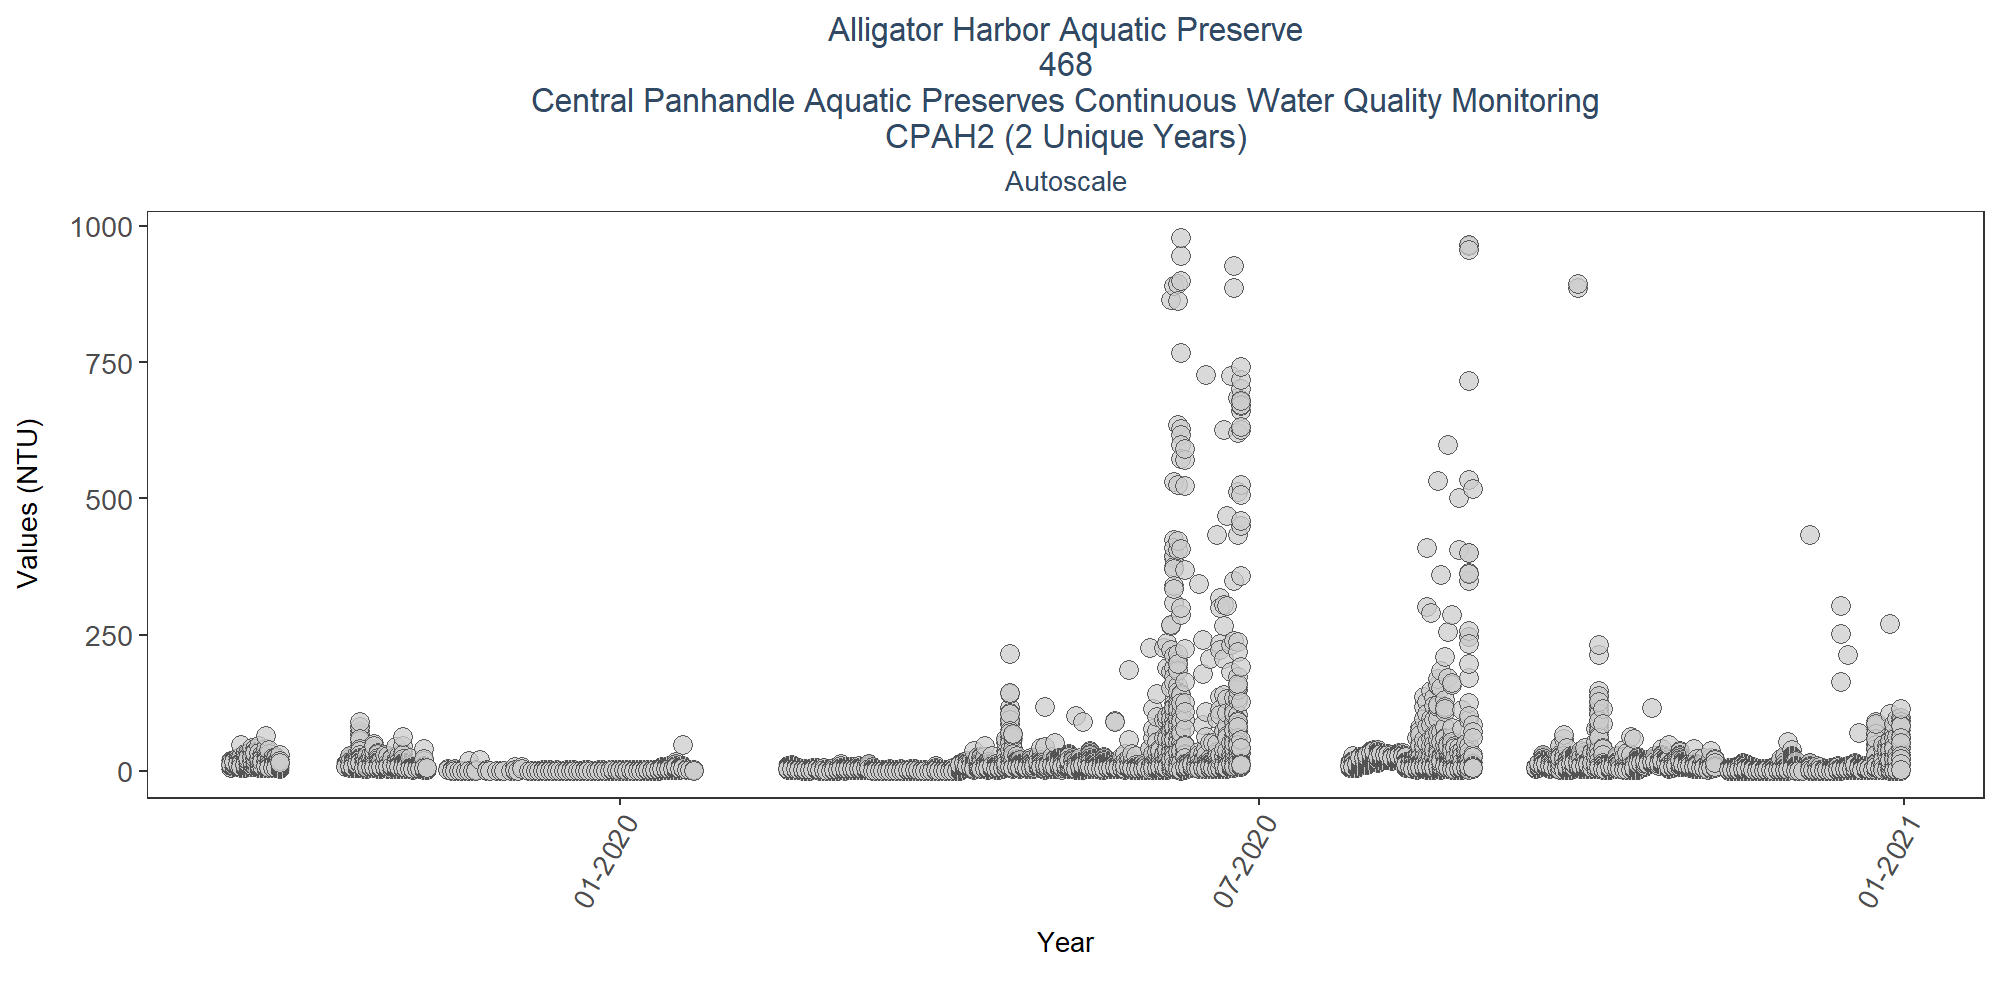 Alligator Harbor Aquatic Preserve
468
Central Panhandle Aquatic Preserves Continuous Water Quality Monitoring
CPAH2 (2 Unique Years)
Autoscale
1000
750
500
250
0
Values (NTU)
01-2020
07-2020
01-2021
Year